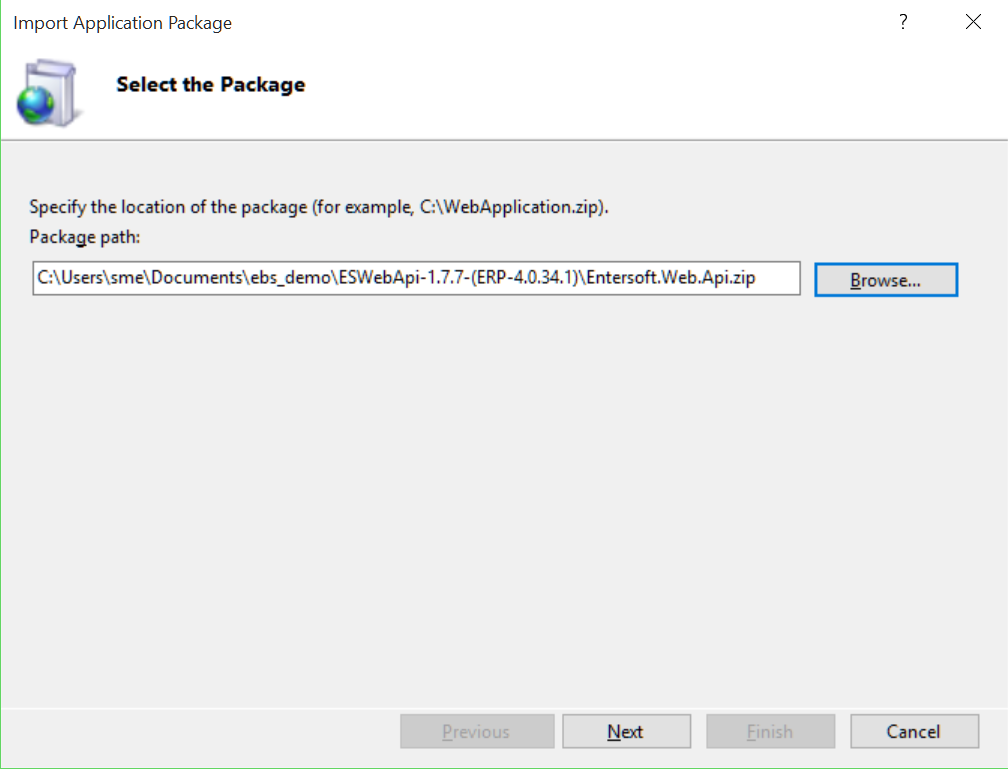 Import Application Package
?
Select the Package
Specify the location of the package (for example, C:\WebApplication.zip).
Package path:
C:\Users\sme\Documents\ebs_demo\ESWebApi-1.7.7-(ERP-4.0.34.1)\Entersoft.Web.Api.zip Browse...
Previous Next Finish Cancel